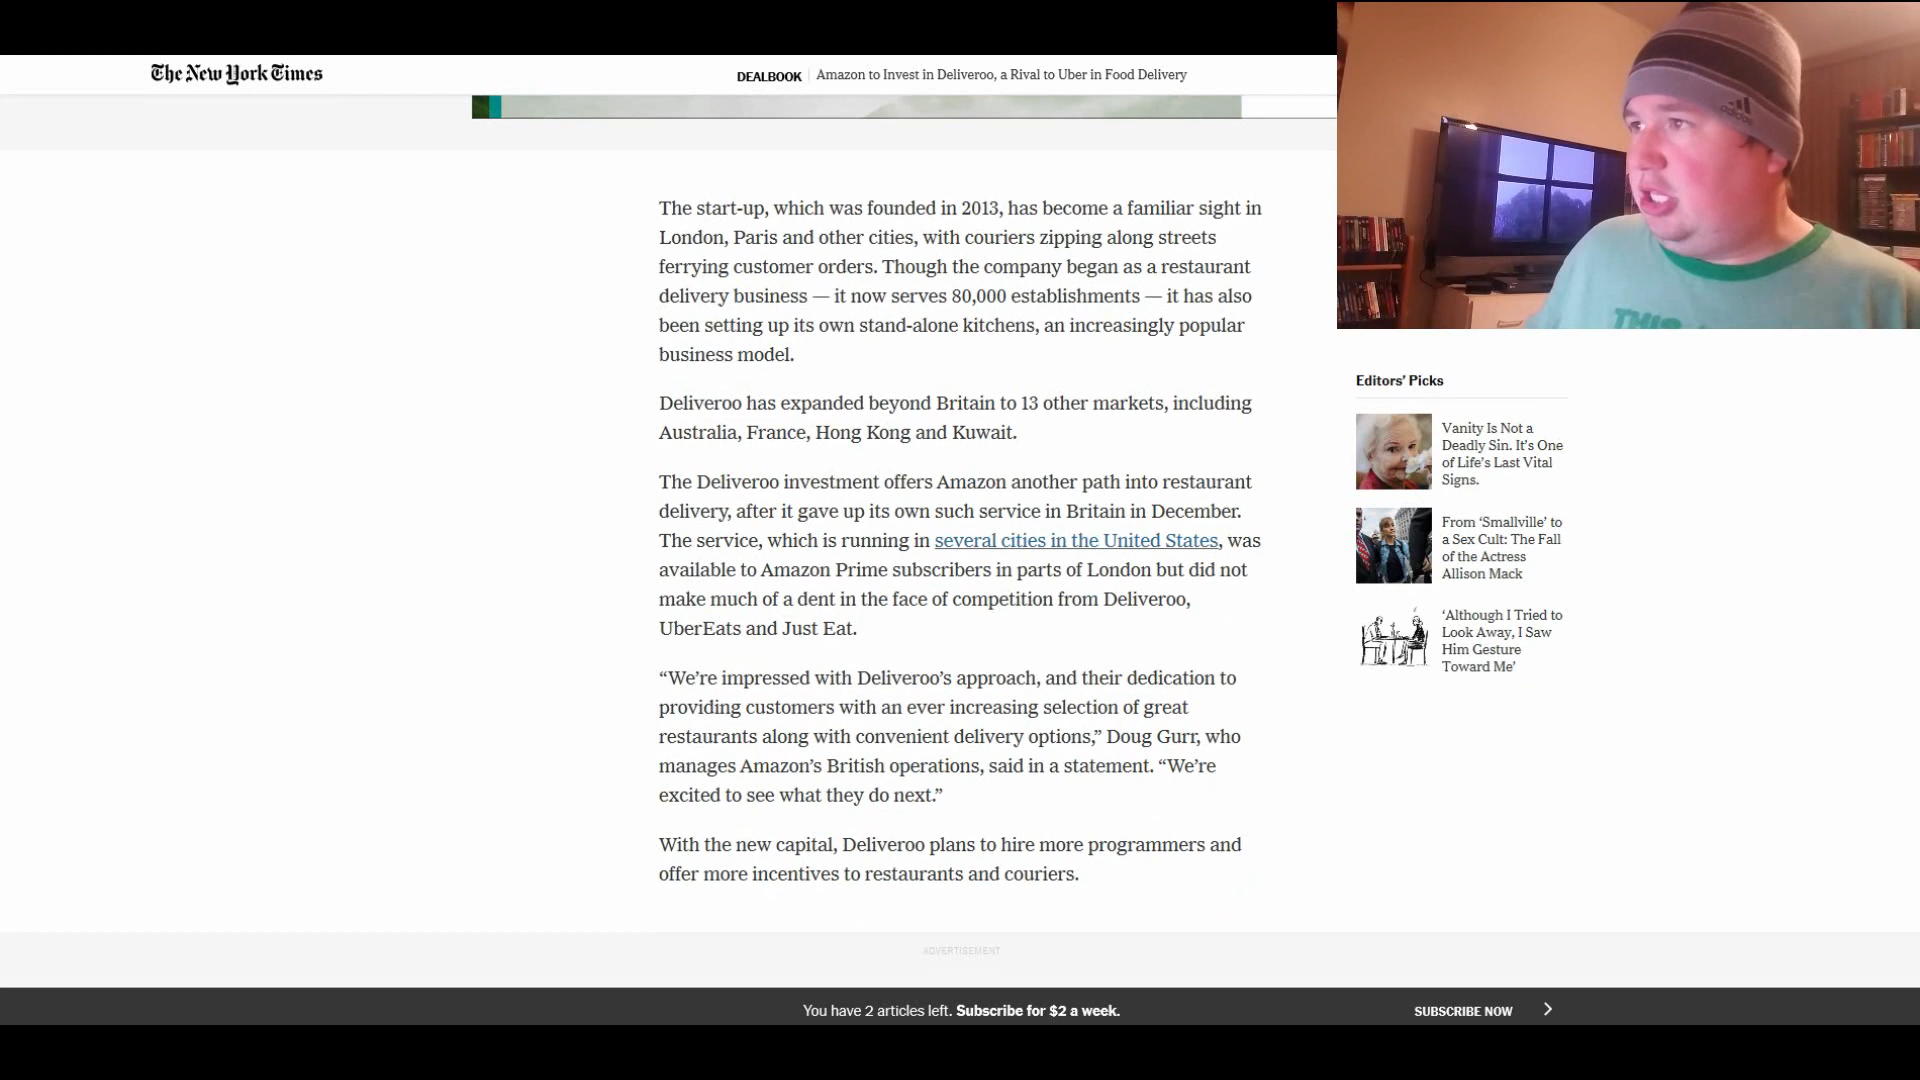 The New York Times
DEALBOOK | Amazon to Invest in Deliveroo, a Rival to Uber in Food Delivery
adidas
The start-up, which was founded in 2013, has become a familiar sight in
London, Paris and other cities, with couriers zipping along streets
ferrying customer orders. Though the company began as a restaurant
delivery business — it now serves 80,000 establishments — it has also
been setting up its own stand-alone kitchens, an increasingly popular
business model.
Deliveroo has expanded beyond Britain to 13 other markets, including
Australia, France, Hong Kong and Kuwait.
The Deliveroo investment offers Amazon another path into restaurant
delivery, after it gave up its own such service in Britain in December.
The service, which is running in several cities in the United States, was
available to Amazon Prime subscribers in parts of London but did not
make much of a dent in the face of competition from Deliveroo,
UberEats and Just Eat.
“We’re impressed with Deliveroo’s approach, and their dedication to
providing customers with an ever increasing selection of great
restaurants along with convenient delivery options,” Doug Gurr, who
manages Amazon’s British operations, said in a statement. “We’re
excited to see what they do next.”
With the new capital, Deliveroo plans to hire more programmers and
offer more incentives to restaurants and couriers.
THIS
Editors’ Picks
Vanity Is Not a
Deadly Sin. It’s One
of Life’s Last Vital
Signs.
From ‘Smallville’ to
a Sex Cult: The Fall
of the Actress
Allison Mack
‘Although I Tried to
Look Away, I Saw
Him Gesture
Toward Me’
ADVERTISEMENT
You have 2 articles left. Subscribe for $2 a week.
SUBSCRIBE NOW